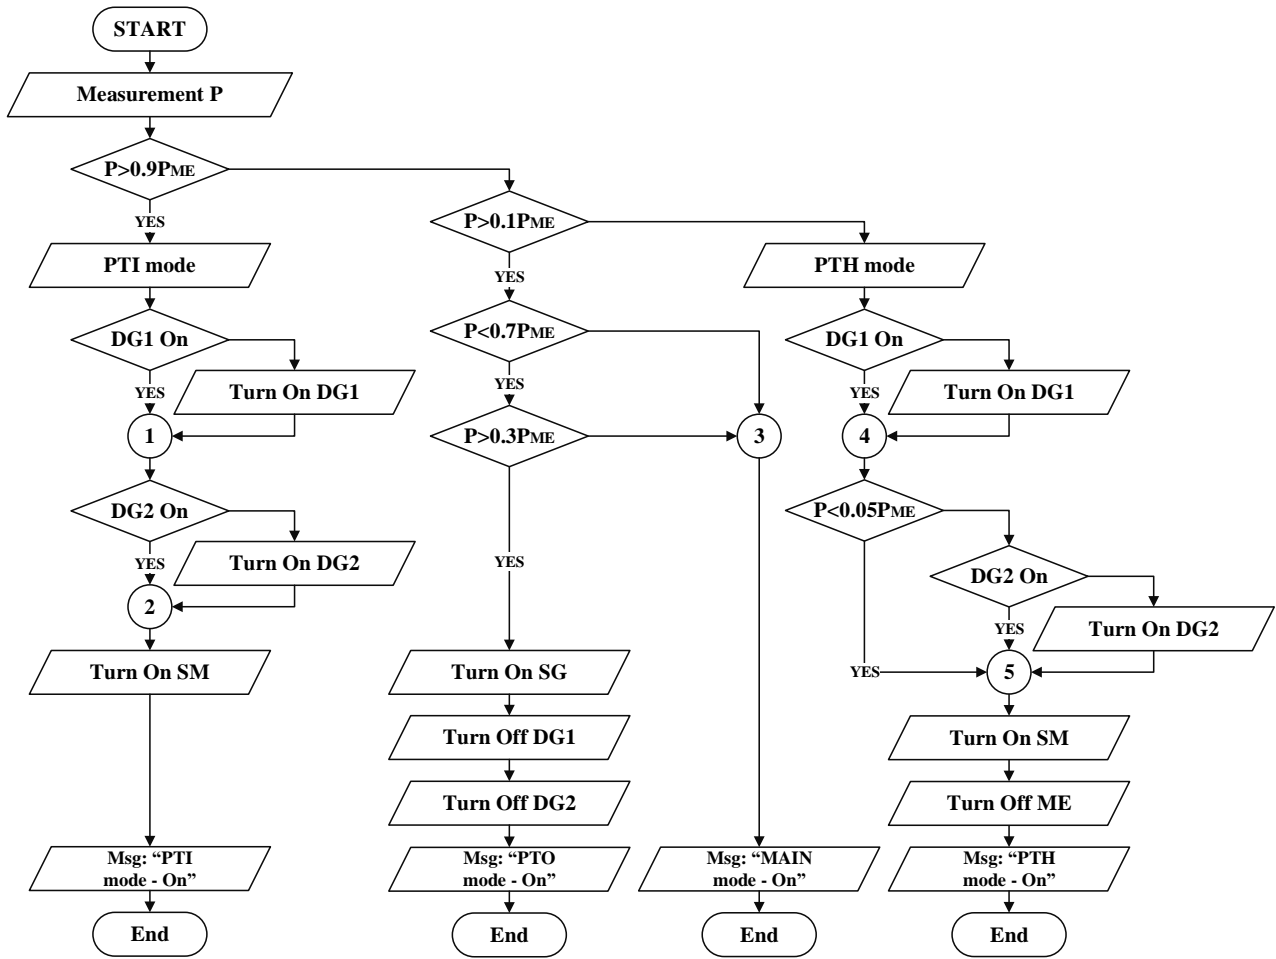 START
Measurement P
P>0.9PME
YES
PTI mode
DG1 On
YES
Turn On DG1
1
DG2 On
YES
Turn On DG2
2
Turn On SM
Msg: “PTI
mode - On”
End
P>0.1PME
YES
P<0.7PME
YES
P>0.3PME
YES
Turn On SG
Turn Off DG1
Turn Off DG2
Msg: “PTO
mode - On”
End
3
Msg: “MAIN
mode - On”
End
PTH mode
DG1 On
YES
Turn On DG1
4
P<0.05PME
YES
DG2 On
YES
Turn On DG2
5
Turn On SM
Turn Off ME
Msg: “PTH
mode - On”
End